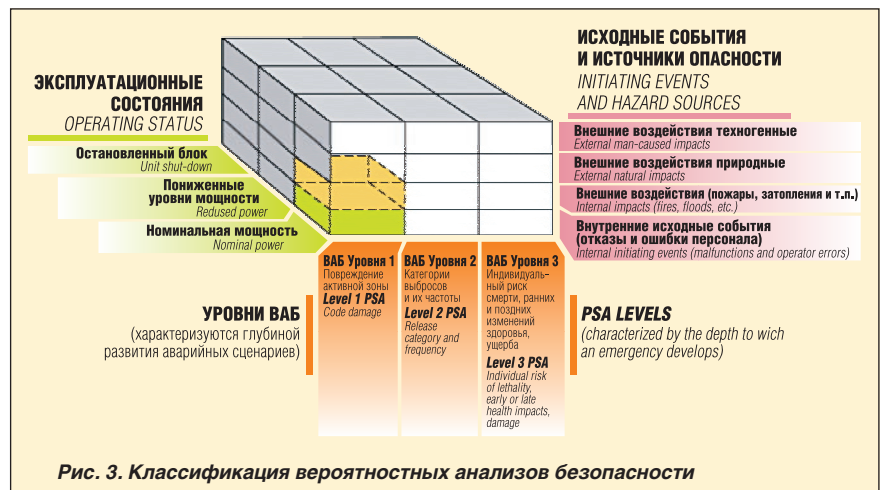 ЭКСПЛУАТАЦИОННЫЕ
СОСТОЯНИЯ
OPERATING STATUS
Остановленный блок
Unit shut-down
Пониженные
уровни мощности
Redused power
Номинальная мощность
Nominal power
ИСХОДНЫЕ СОБЫТИЯ
И ИСТОЧНИКИ ОПАСНОСТИ
INITIATING EVENTS
AND HAZARD SOURCES
Внешние воздействия техногенные
External man-caused impacts
Внешние воздействия природные
External natural impacts
Внешние воздействия (пожары, затопления и т.п.)
Internal impacts (fires, floods, etc.)
Внутренние исходные события
(отказы и ошибки персонала)
Internal initiating events (malfunctions and operator errors)
УРОВНИ ВАБ
(характеризуются глубиной
развития аварийных сценариев)
ВАБ Уровня 1
Повреждение
активной зоны
Level 1 PSA
Code damage
ВАБ Уровня 2
Категории
выбросов
и их частоты
Level 2 PSA
Release
category and
frequency
ВАБ Уровня 3
Индивидуаль-
ный риск
смерти, ранних
и поздних
изменений
здоровья,
ущерба
Level 3 PSA
Individual risk
of lethality,
early or late
health impacts,
damage
PSA LEVELS
(characterized by the depth to wich
an emergency develops)
Рис. 3. Классификация вероятностных анализов безопасности